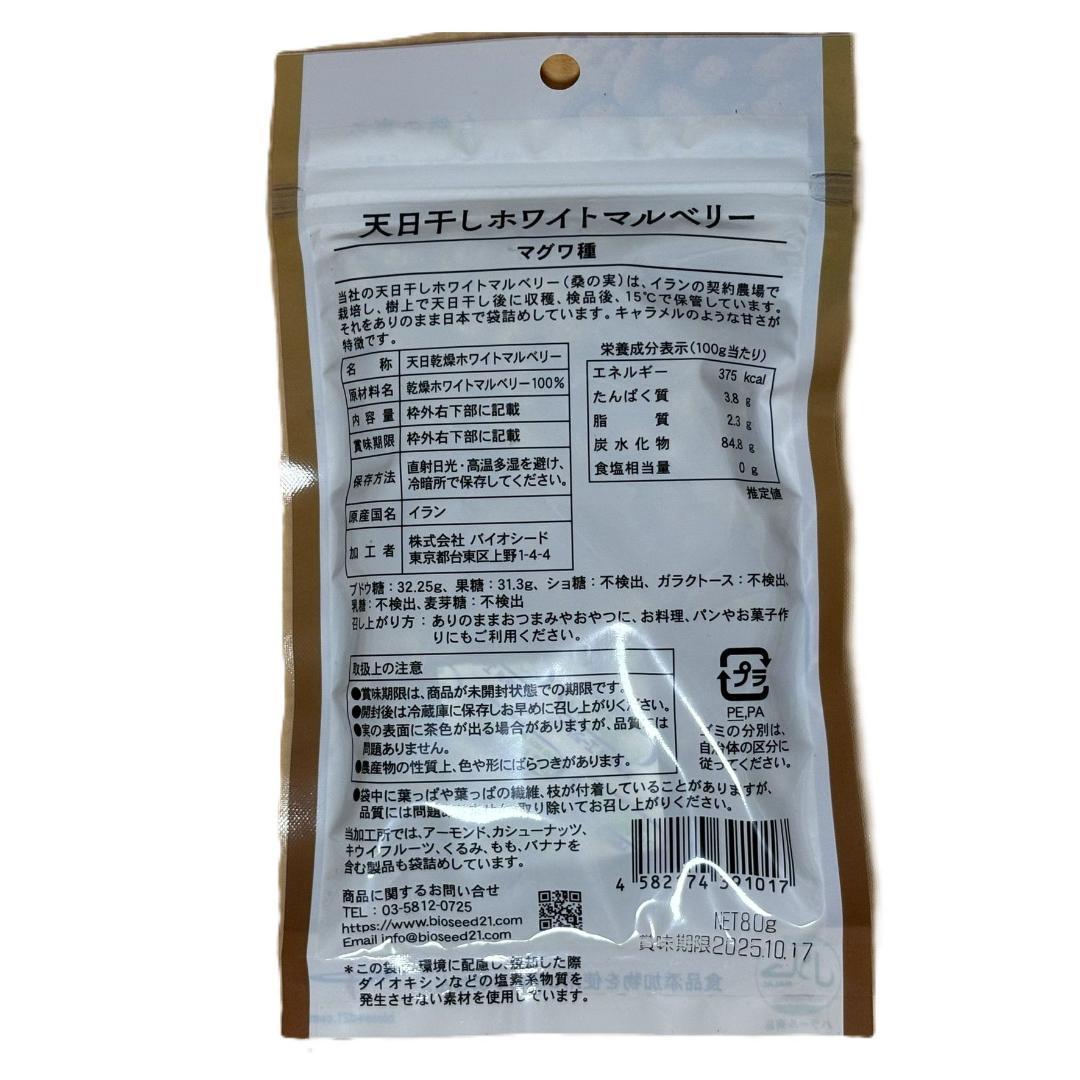 天日干しホワイトマルベリー
マグワ種
当社の天日干しホワイトマルベリー（桑の実）は、イランの契約農場で
栽培し、樹上で天日干し後に収穫、検品後、15℃で保管しています。
それをありのまま日本で袋詰めしています。キャラメルのような甘さが
特徴です。
名称 天日乾燥ホワイトマルベリー
原材料名 乾燥ホワイトマルベリー100%
内容量 枠外右下部に記載
賞味期限 枠外右下部に記載
保存方法 直射日光・高温多湿を避け、
冷暗所で保存してください。
原産国名 イラン
加工者 株式会社 バイオシード
東京都台東区上野1-4-4
栄養成分表示（100g当たり）
エネルギー 375 kcal
たんぱく質 3.8 g
脂質 2.3 g
炭水化物 84.8 g
食塩相当量 0 g
推定値
ブドウ糖：32.25g、果糖：31.3g、ショ糖：不検出、ガラクトース：不検出、
乳糖：不検出、麦芽糖：不検出
召し上がり方：ありのままおつまみやおやつに、お料理、パンやお菓子作
りにもご利用ください。
取扱上の注意
●賞味期限は、商品が未開封状態での期限です。
●開封後は冷蔵庫に保存しお早めに召し上がりください。
●実の表面に茶色が出る場合がありますが、品質には
問題ありません。
●農産物の性質上、色や形にばらつきがあります。
プラ
PE,PA
ゴミの分別は、
自治体の区分に
従ってください。
●袋中に葉っぱや葉っぱの繊維、枝が付着していることがありますが、
品質には問題 取り除いてお召し上がりください。
当加工所では、アーモンド、カシューナッツ、
キウイフルーツ、くるみ、もも、バナナを
含む製品も袋詰めしています。
商品に関するお問い合せ
TEL：03-5812-0725
https://www.bioseed21.com
Email info@bioseed21.com
4 582174 391017
NET80g
賞味期限2025.10.17
＊この袋は、環境に配慮し、焼却した際
ダイオキシンなどの塩素系物質を
発生させない素材を使用しています。